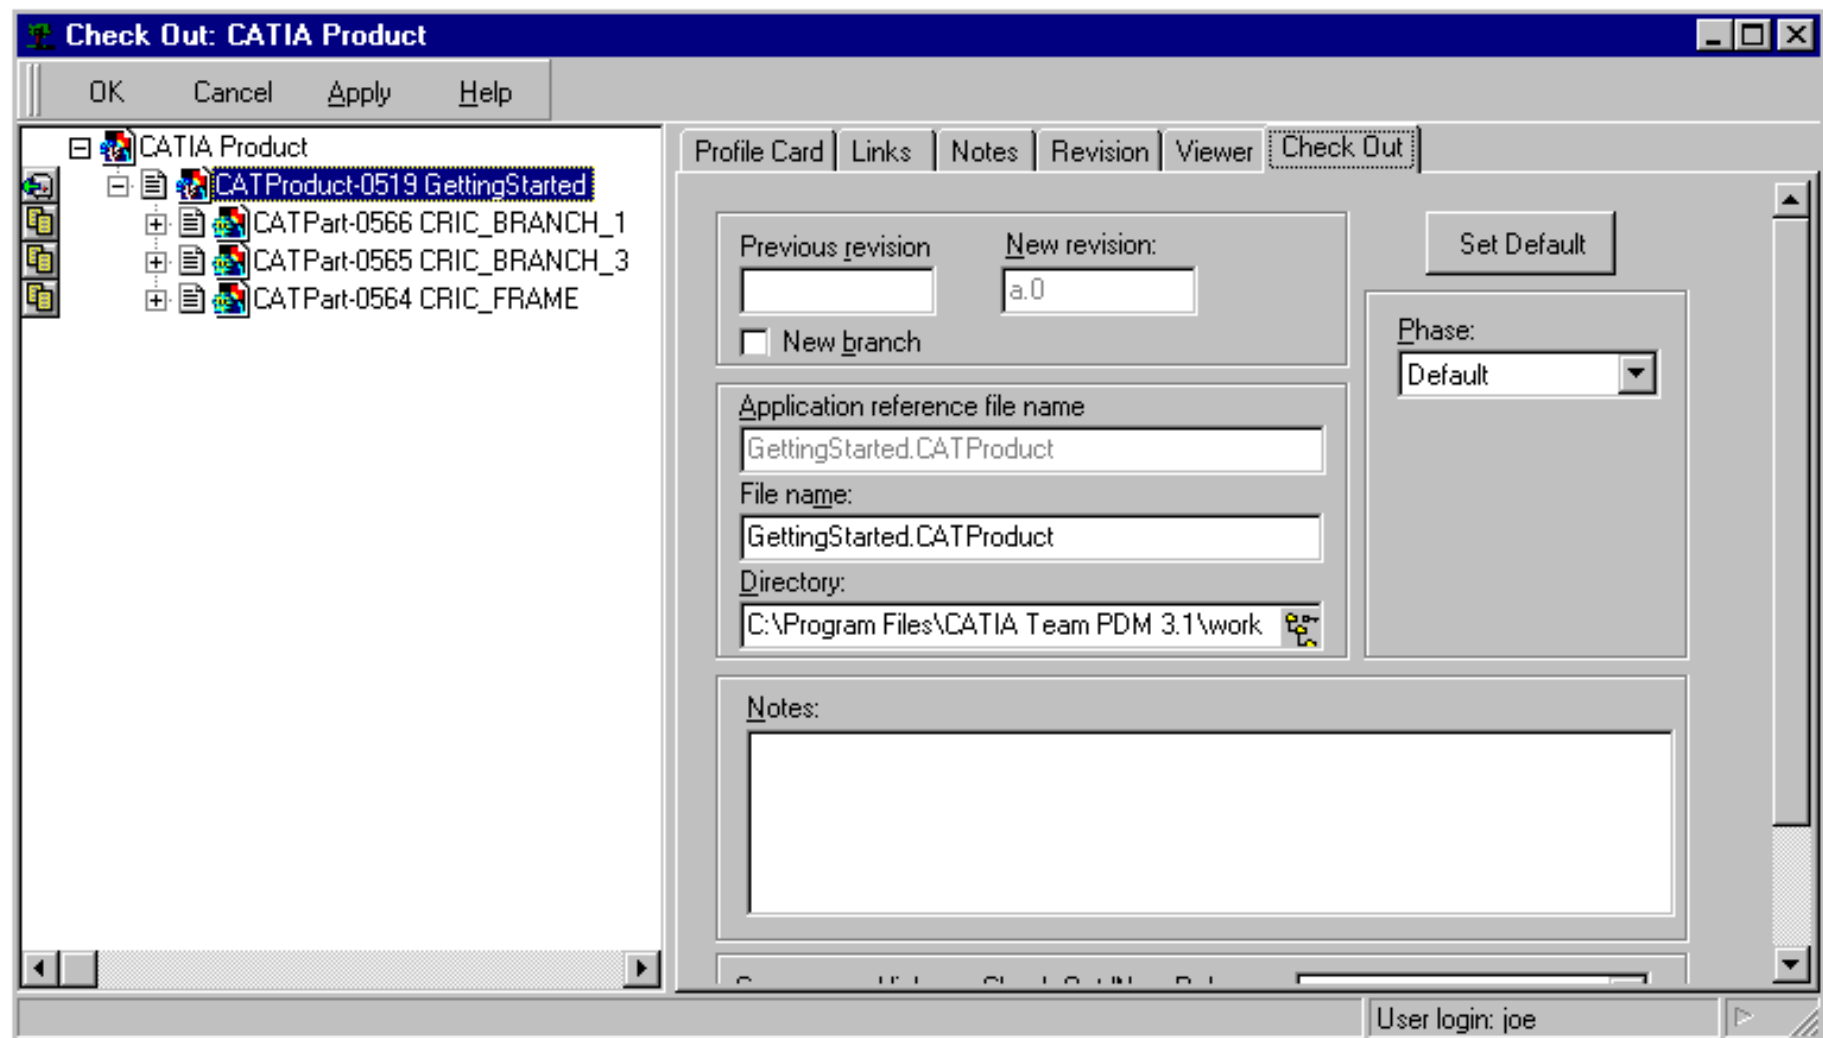 Check Out: CATIA Product
OK Cancel Apply Help
CATIA Product
CATProduct-0519 GettingStarted
CATPart-0566 CRIC_BRANCH_1
CATPart-0565 CRIC_BRANCH_3
CATPart-0564 CRIC_FRAME
Profile Card Links Notes Revision Viewer Check Out
Previous revision New revision:
a.0
New branch
Set Default
Phase:
Default
Application reference file name
GettingStarted.CATProduct
File name:
GettingStarted.CATProduct
Directory:
C:\Program Files\CATIA Team PDM 3.1\work
Notes:
User login: joe